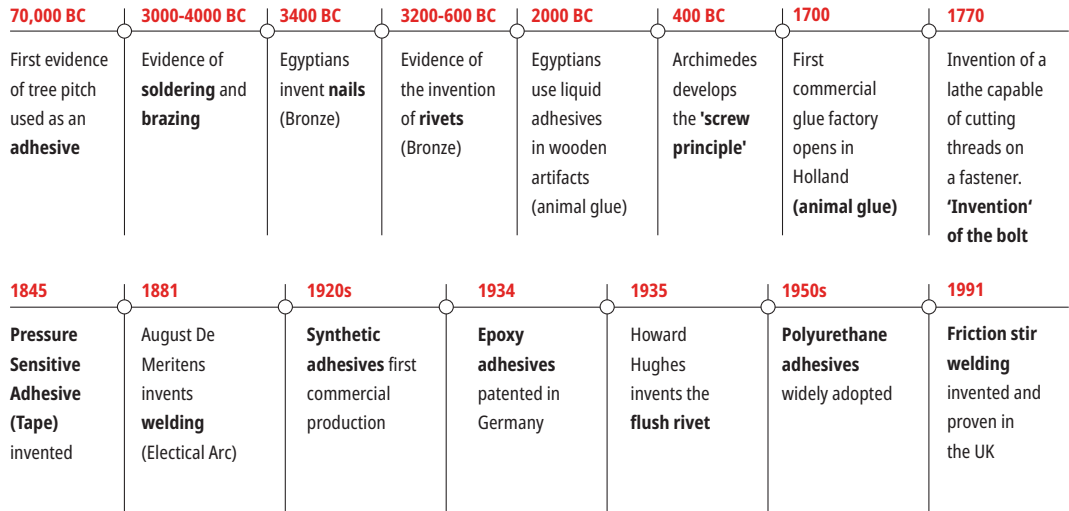 70,000 BC
First evidence
of tree pitch
used as an
adhesive
3000-4000 BC
Evidence of
soldering and
brazing
3400 BC
Egyptians
invent nails
(Bronze)
3200-600 BC
Evidence of
the invention
of rivets
(Bronze)
2000 BC
Egyptians
use liquid
adhesives
in wooden
artifacts
(animal glue)
400 BC
Archimedes
develops
the 'screw
principle'
1700
First
commercial
glue factory
opens in
Holland
(animal glue)
1770
Invention of a
lathe capable
of cutting
threads on
a fastener.
‘Invention‘
of the bolt
1845
Pressure
Sensitive
Adhesive
(Tape)
invented
1881
August De
Meritens
invents
welding
(Electical Arc)
1920s
Synthetic
adhesives first
commercial
production
1934
Epoxy
adhesives
patented in
Germany
1935
Howard
Hughes
invents the
flush rivet
1950s
Polyurethane
adhesives
widely adopted
1991
Friction stir
welding
invented and
proven in
the UK